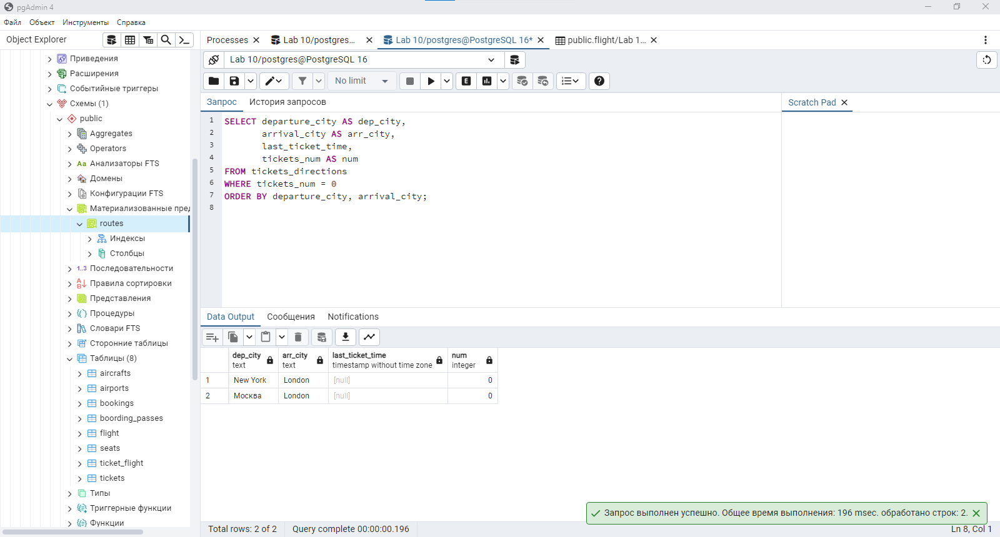 pgAdmin 4
Файл Объект Инструменты Справка
Object Explorer
Processes
Lab 10/postgres...
Lab 10/postgres@PostgreSQL 16*
public.flight/Lab 1...
Lab 10/postgres@PostgreSQL 16
No limit
Запрос
История запросов
Scratch Pad
1 SELECT departure_city AS dep_city,
2 arrival_city AS arr_city,
3 last_ticket_time,
4 tickets_num AS num
5 FROM tickets_directions
6 WHERE tickets_num = 0
7 ORDER BY departure_city, arrival_city;
8
Приведения
Расширения
Событийные триггеры
Схемы (1)
public
Aggregates
Operators
Анализаторы FTS
Домены
Конфигурации FTS
Материализованные пред
routes
Индексы
Столбцы
Последовательности
Правила сортировки
Представления
Процедуры
Словари FTS
Сторонние таблицы
Таблицы (8)
aircrafts
airports
bookings
boording_passes
flight
seats
ticket_flight
tickets
Типы
Триггерные функции
Функции
Data Output
Сообщения
Notifications
dep_city text
arr_city text
last_ticket_time timestamp without time zone
num integer
1 New York London [null] 0
2 Москва London [null] 0
Запрос выполнен успешно. Общее время выполнения: 196 msec. обработано строк: 2.
Total rows: 2 of 2
Query complete 00:00:00.196
Ln 8, Col 1